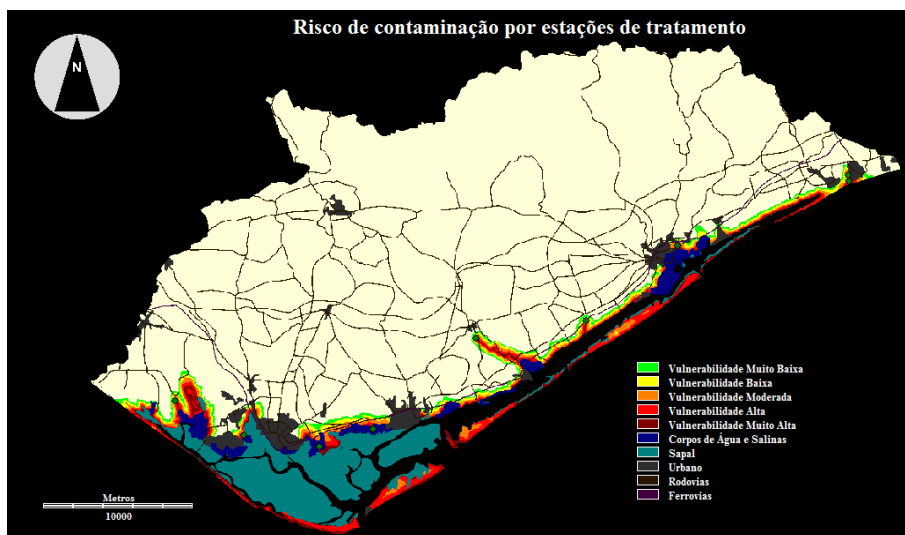 Risco de contaminação por estações de tratamento
N
Vulnerabilidade Muito Baixa
Vulnerabilidade Baixa
Vulnerabilidade Moderada
Vulnerabilidade Alta
Vulnerabilidade Muito Alta
Corpos de Água e Salinas
Sapal
Urbano
Rodovias
Ferrovias
Metros
10000